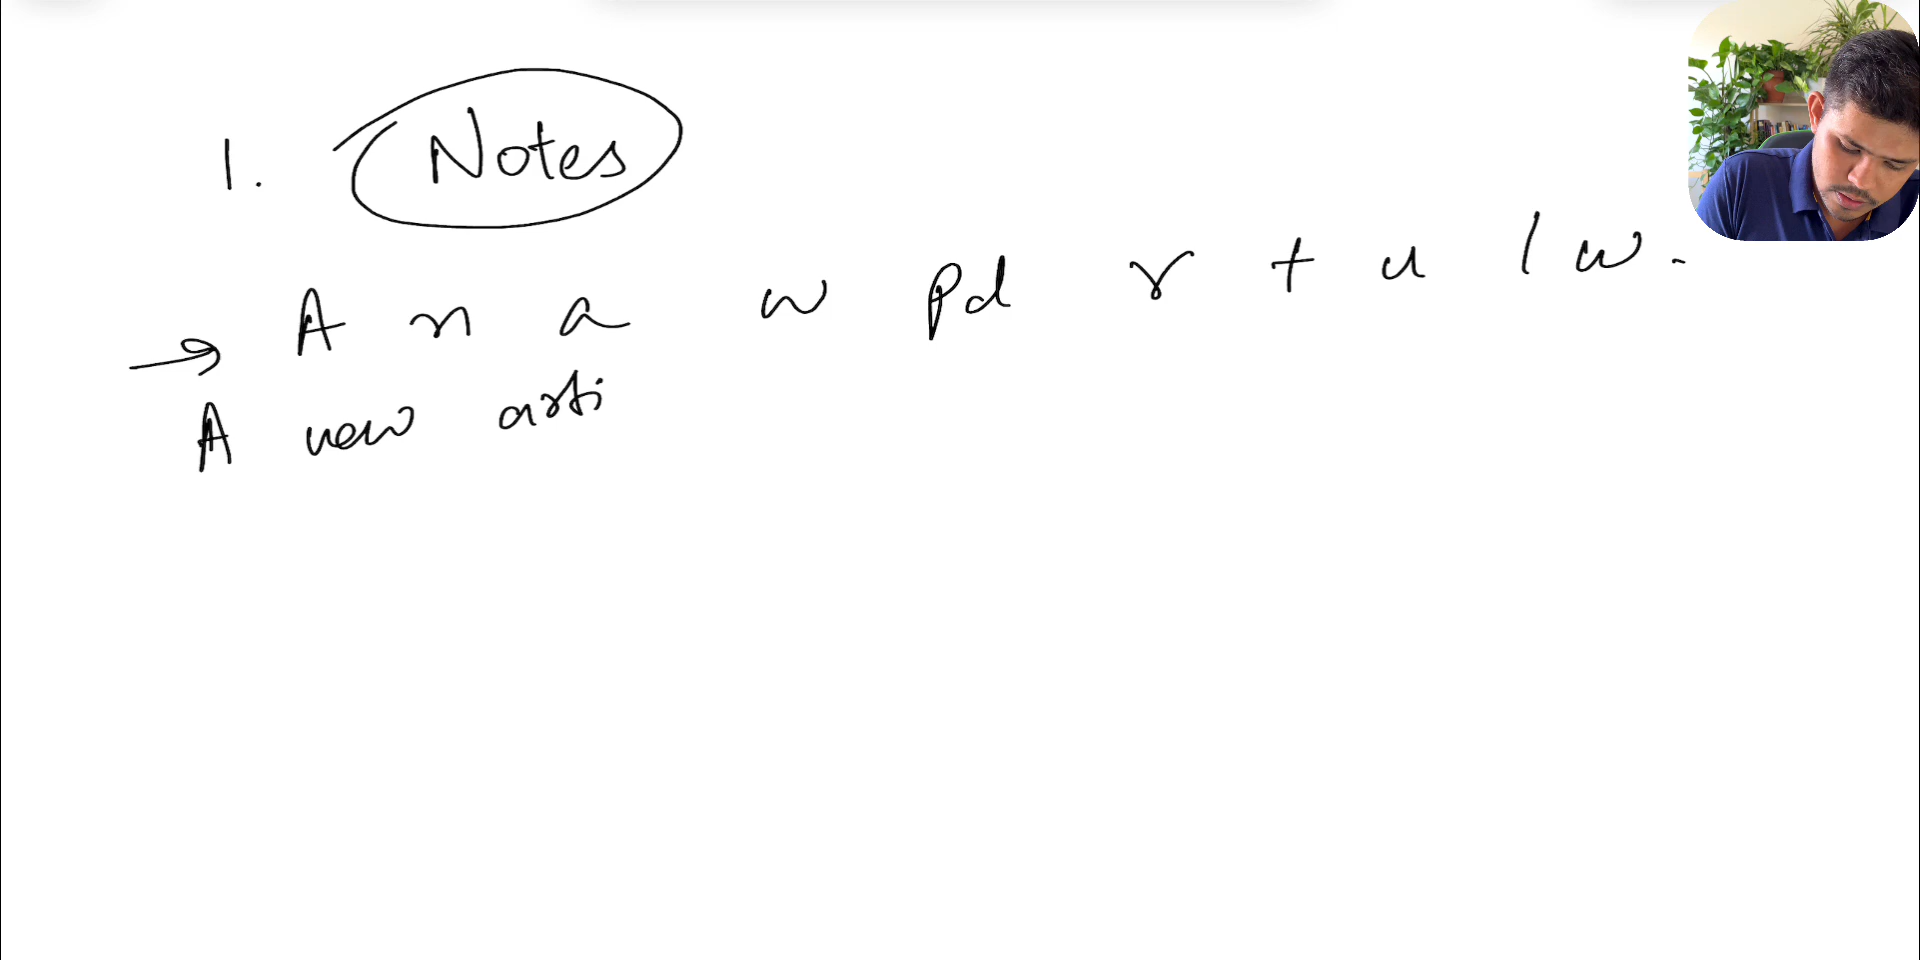 1. Notes
→ A n a w Pd r + u l w.
A new arti